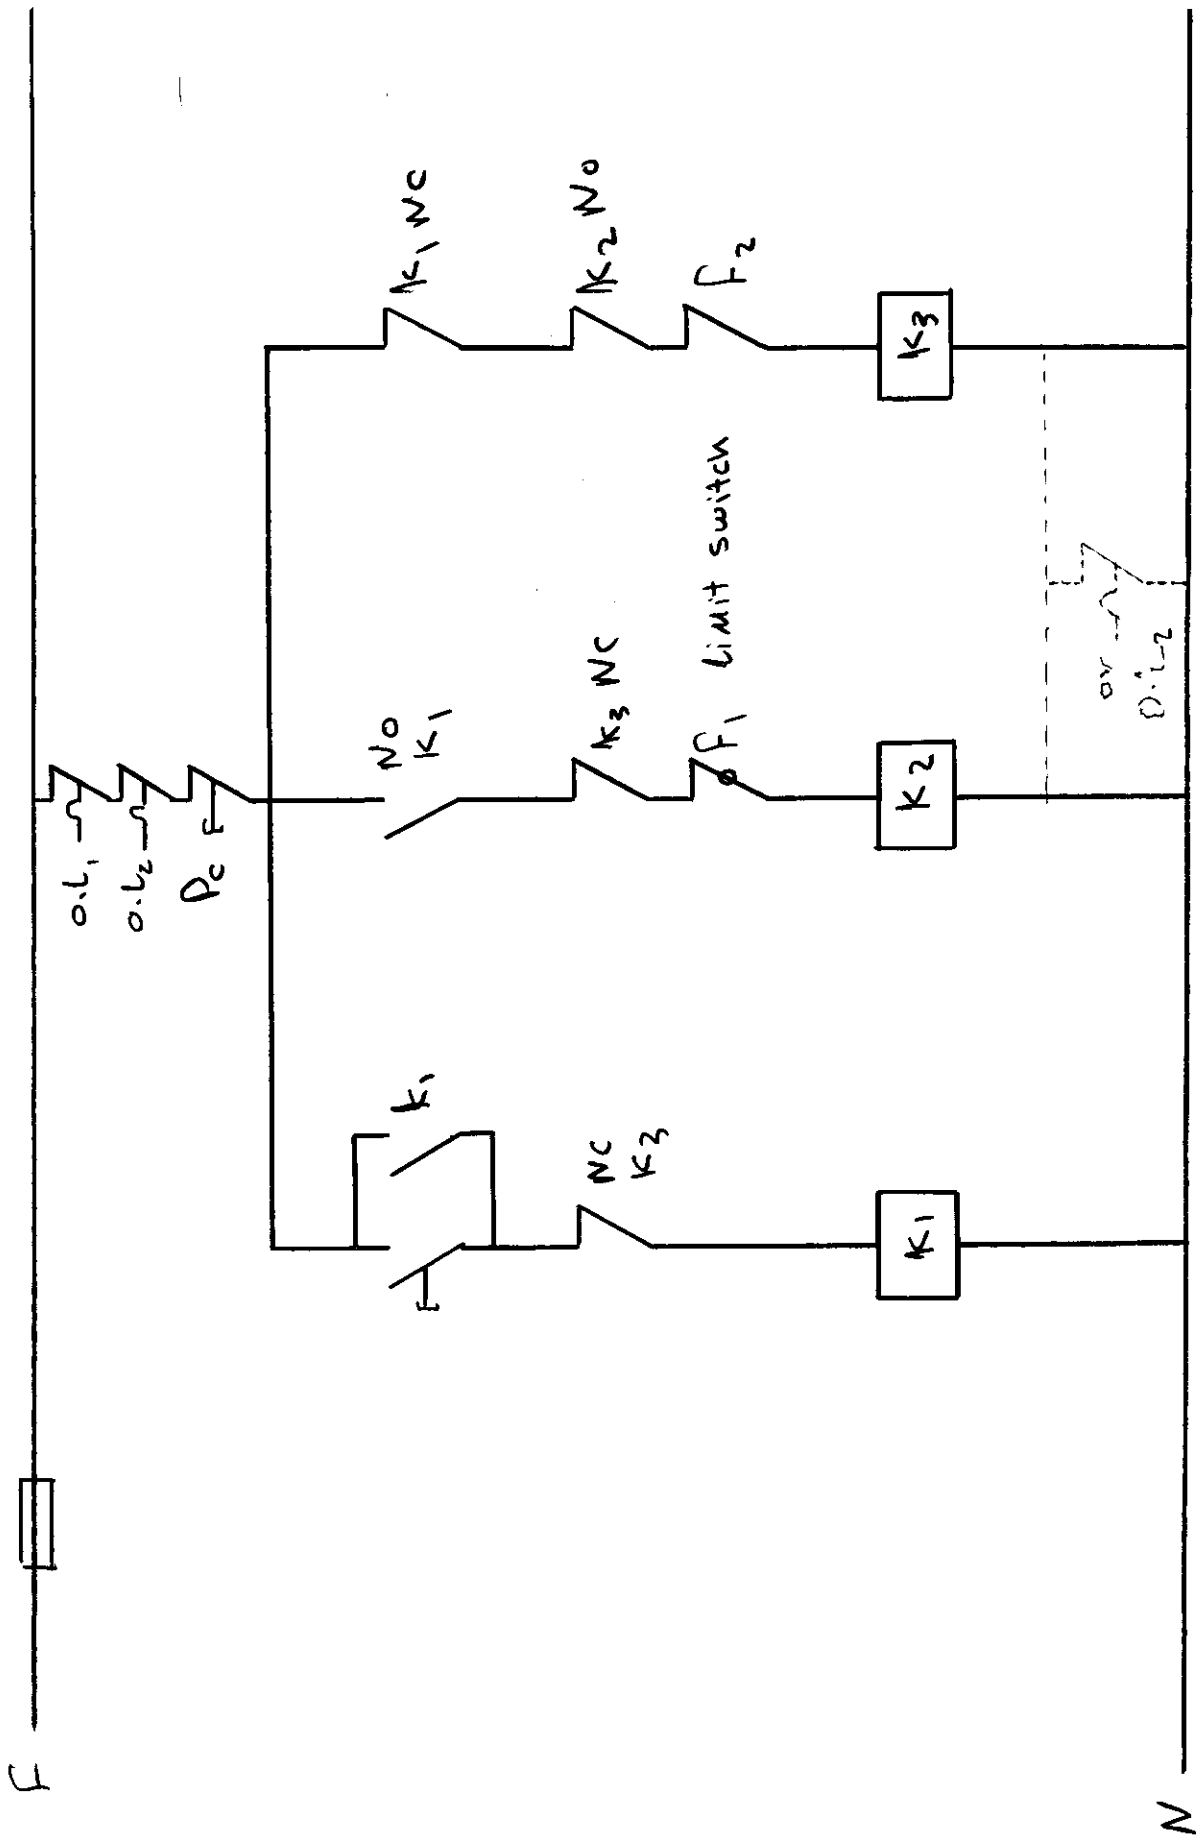 F
N
O.L₁
O.L₂
Pc
K₁
NC
K₃
K₁
NO
K₁
K₃ NC
f₁ Limit switch
K₂
or
O.L₂
K₁ NC
K₂ NO
f₂
K₃